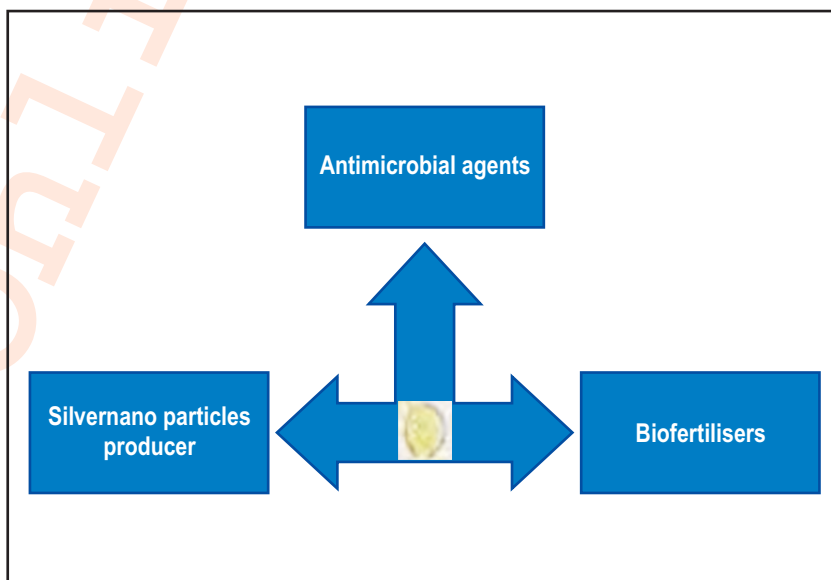 Antimicrobial agents
Silvernano particles
producer
Biofertilisers